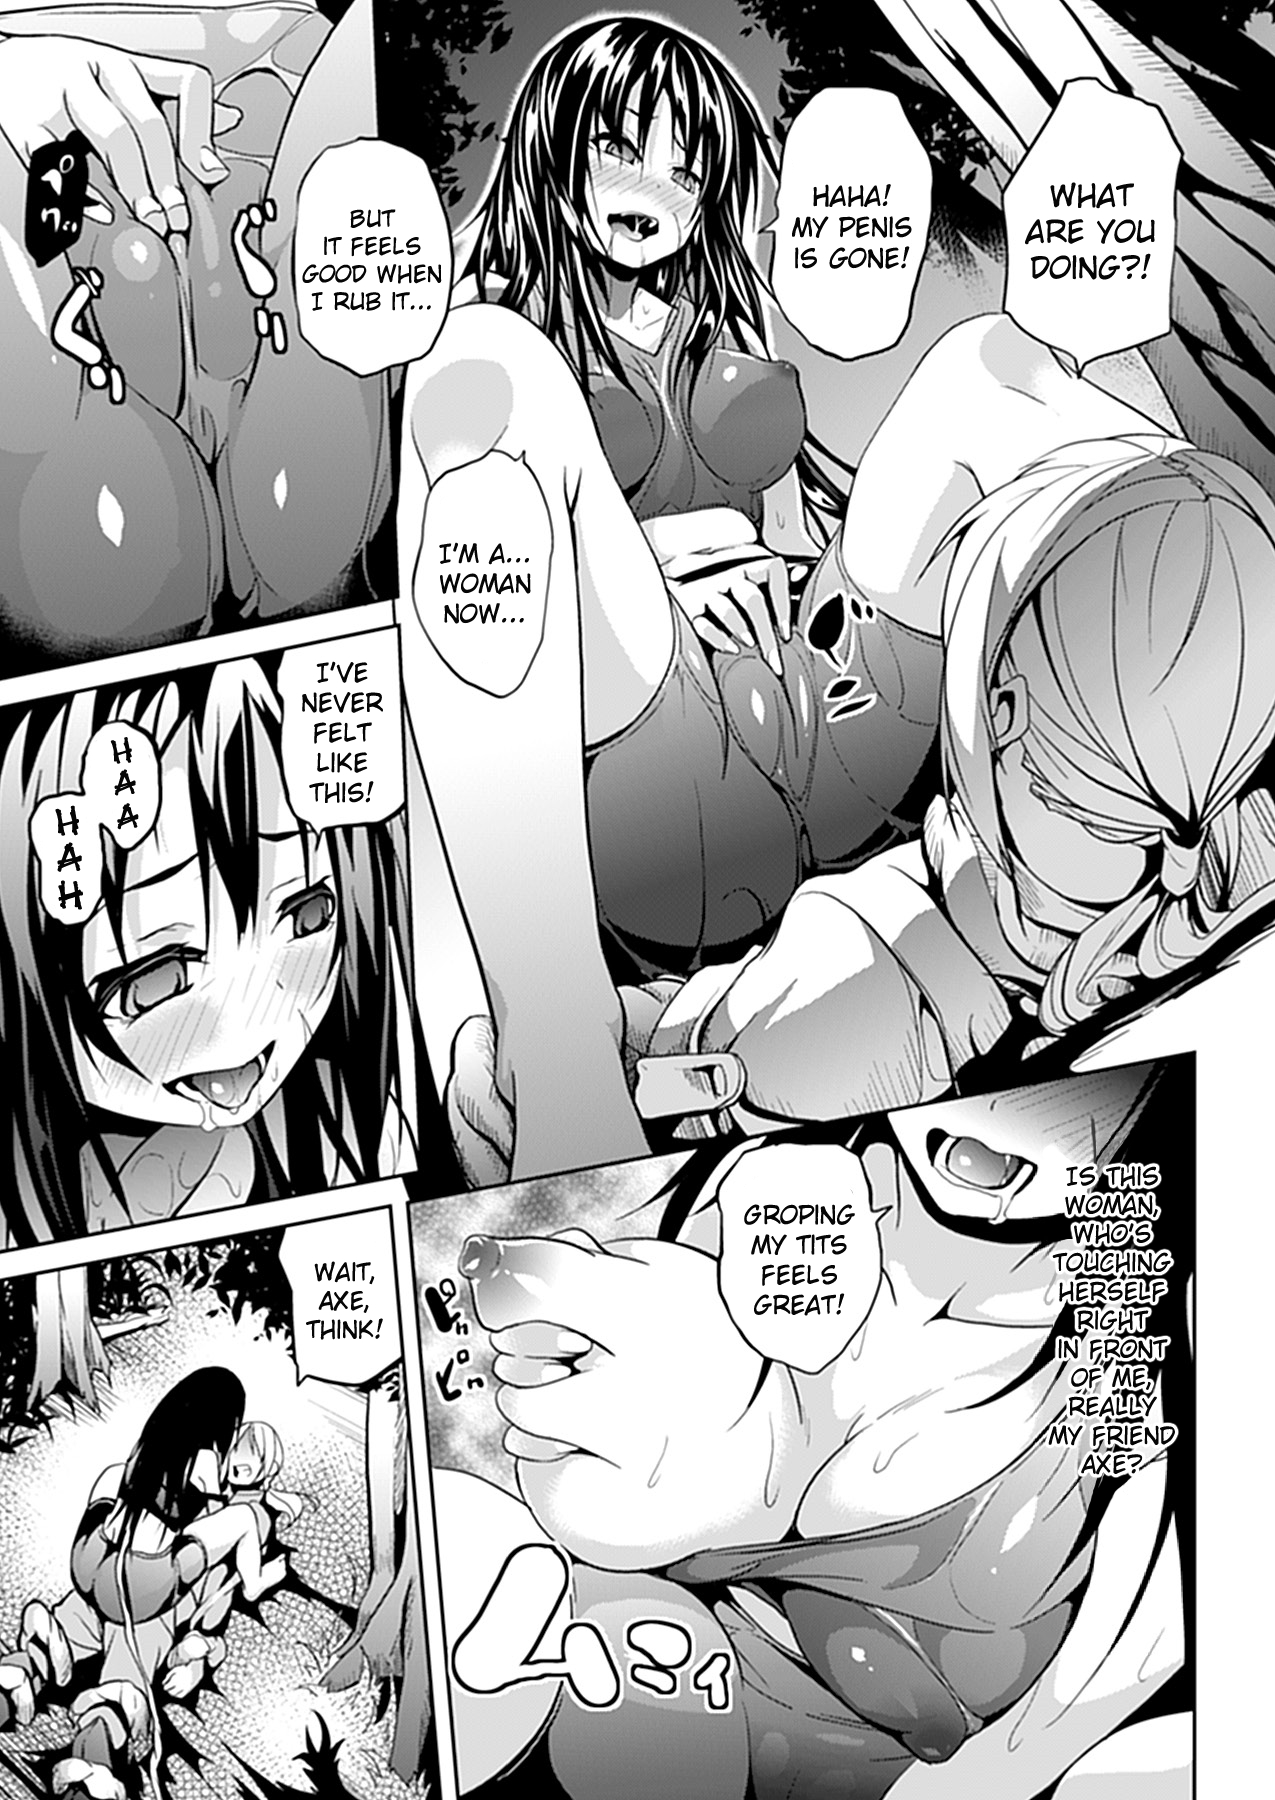 WHAT
ARE YOU
DOING?!
HAHA!
MY PENIS
IS GONE!
BUT
IT FEELS
GOOD WHEN
I RUB IT...
I'M A...
WOMAN
NOW...
I'VE
NEVER
FELT
LIKE
THIS!
HAA
HAH
IS THIS
WOMAN,
WHO'S
TOUCHING
HERSELF
RIGHT
IN FRONT
OF ME,
REALLY
MY FRIEND
AXE?
GROPING
MY TITS
FEELS
GREAT!
ムミィ
WAIT,
AXE,
THINK!